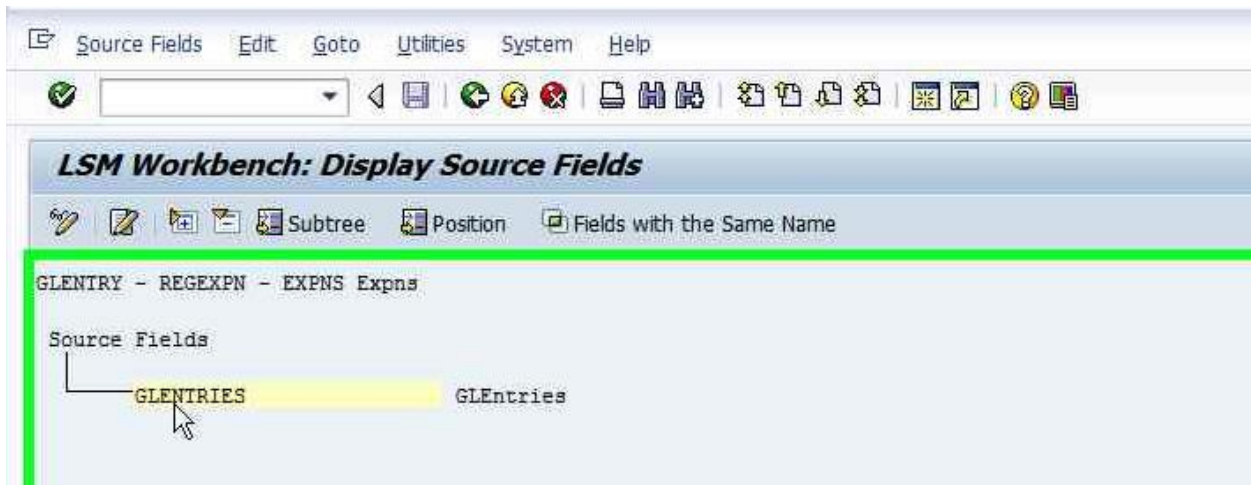 Source Fields Edit Goto Utilities System Help
LSM Workbench: Display Source Fields
Subtree Position Fields with the Same Name
GLENTRY - REGEXPN - EXPNS Expns
Source Fields
GLENTRIES GLEntries